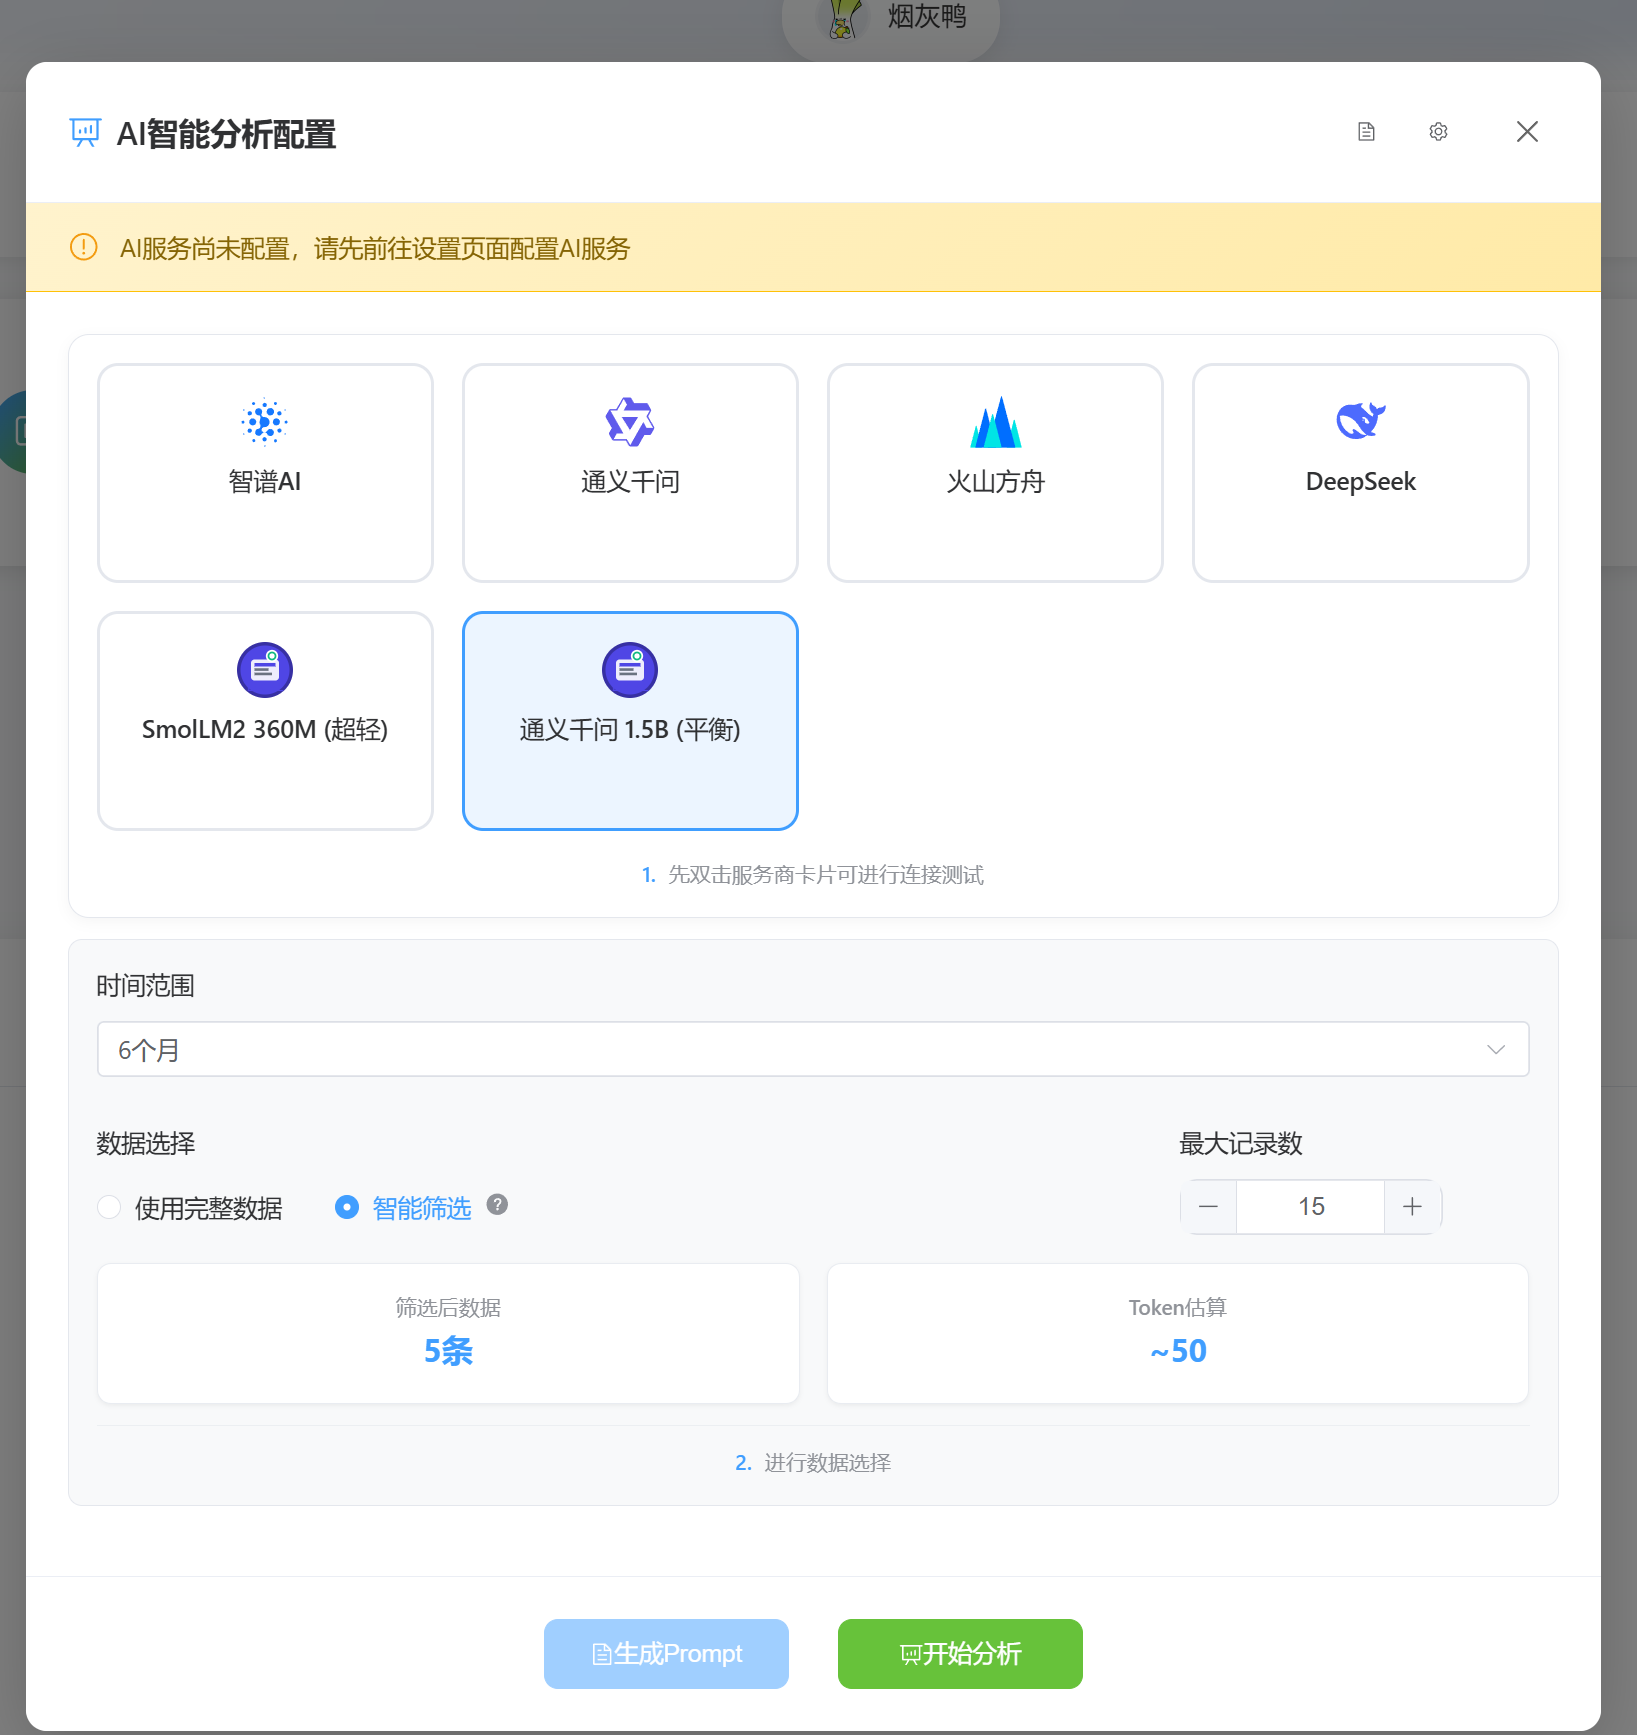 烟灰鸭
AI智能分析配置
AI服务尚未配置，请先前往设置页面配置AI服务
智谱AI
通义千问
火山方舟
DeepSeek
SmolLM2 360M (超轻)
通义千问 1.5B (平衡)
1. 先双击服务商卡片可进行连接测试
时间范围
6个月
数据选择
最大记录数
使用完整数据
智能筛选
?
15
筛选后数据
5条
Token估算
~50
2. 进行数据选择
生成Prompt
开始分析